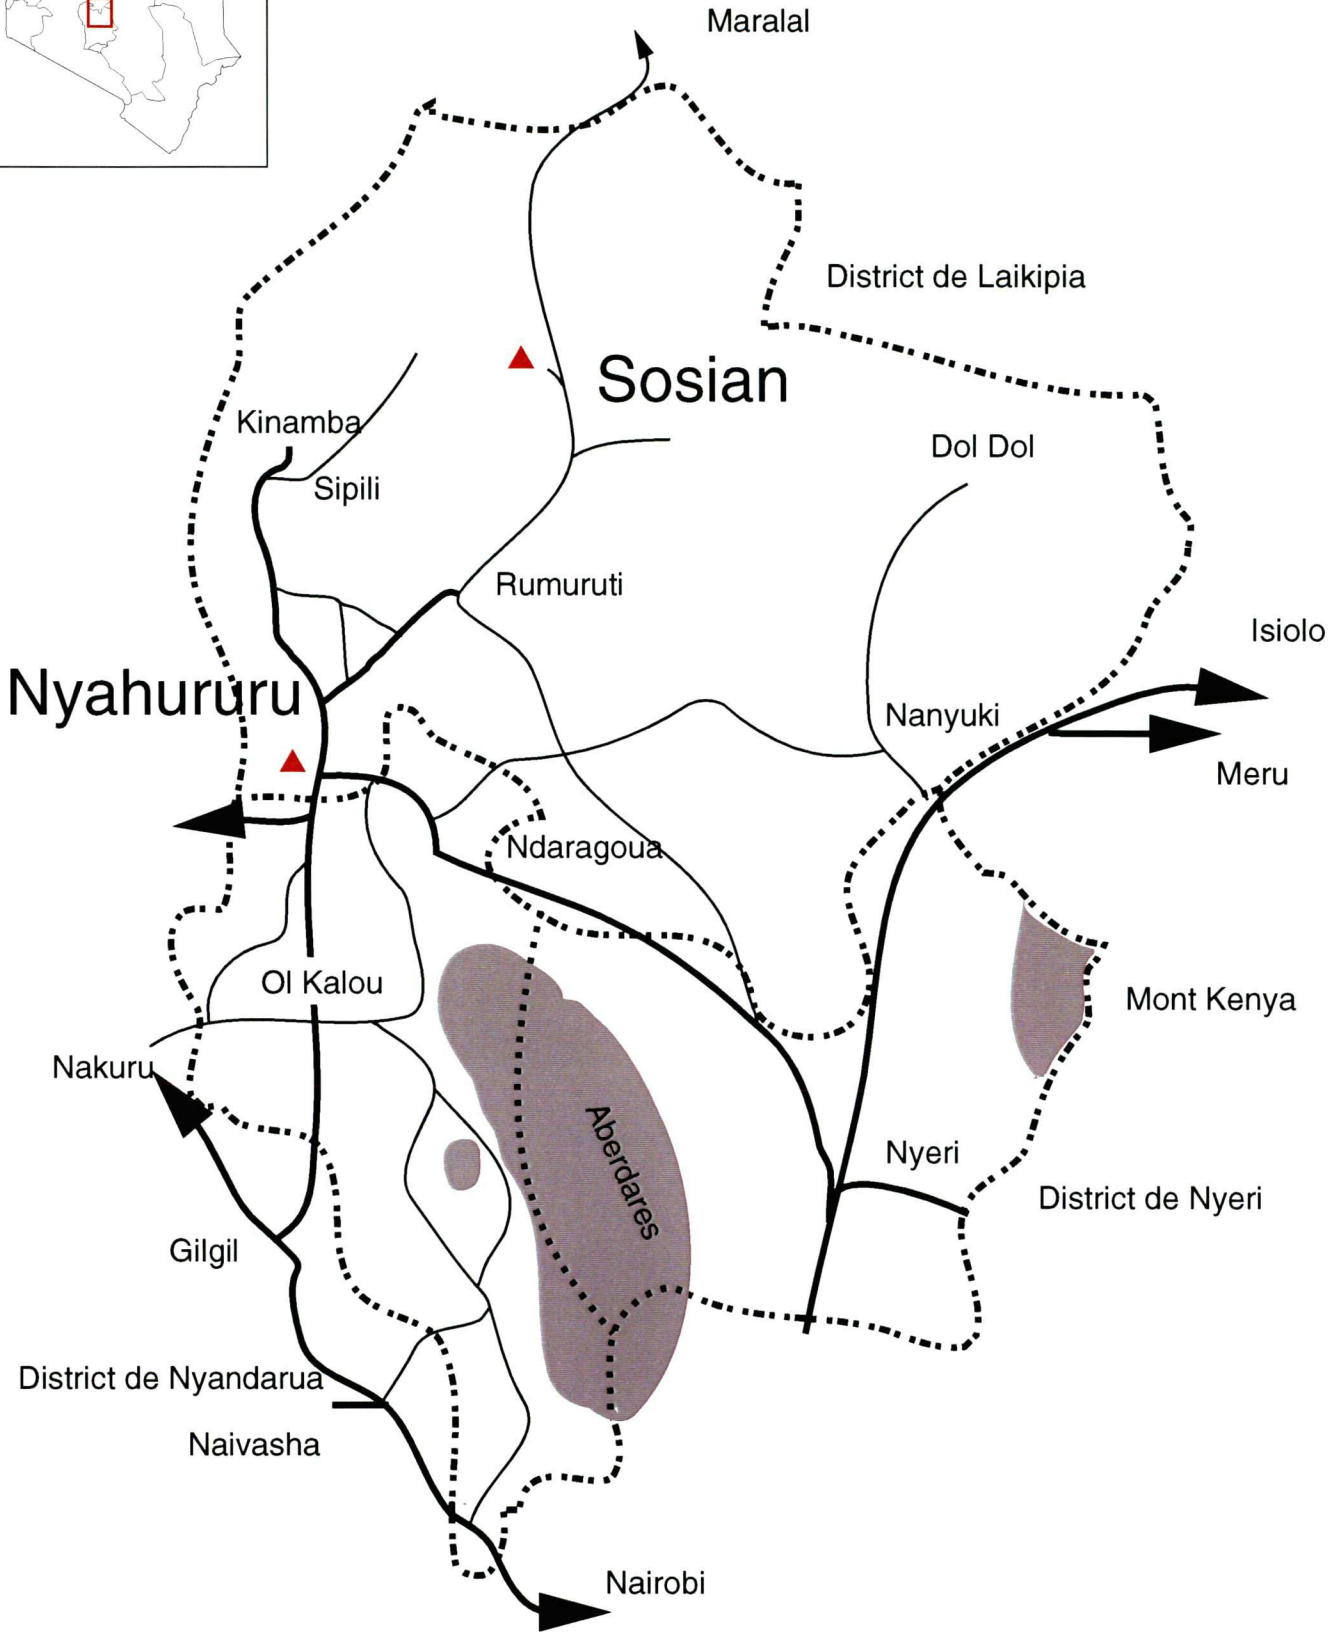 Maralal
District de Laikipia
Sosian
Kinamba
Dol Dol
Sipili
Rumuruti
Isiolo
Nyahururu
Nanyuki
Meru
Ndaragoua
Ol Kalou
Mont Kenya
Nakuru
Aberdares
Nyeri
District de Nyeri
Gilgil
District de Nyandarua
Naivasha
Nairobi